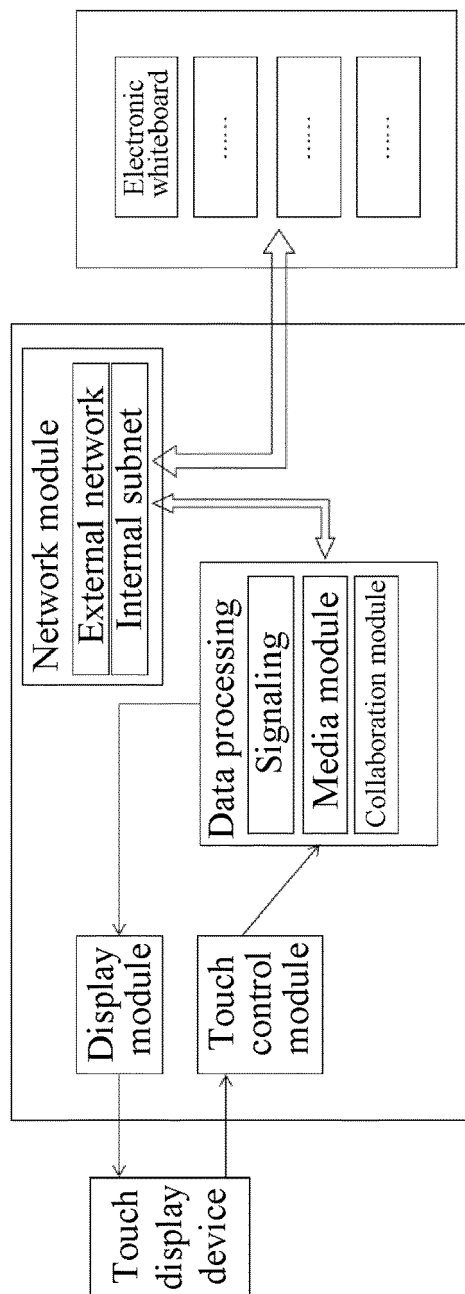 Touch
display
device
Display
module
Touch
control
module
Network module
External network
Internal subnet
Data processing
Signaling
Media module
Collaboration module
Electronic
whiteboard
......
......
......